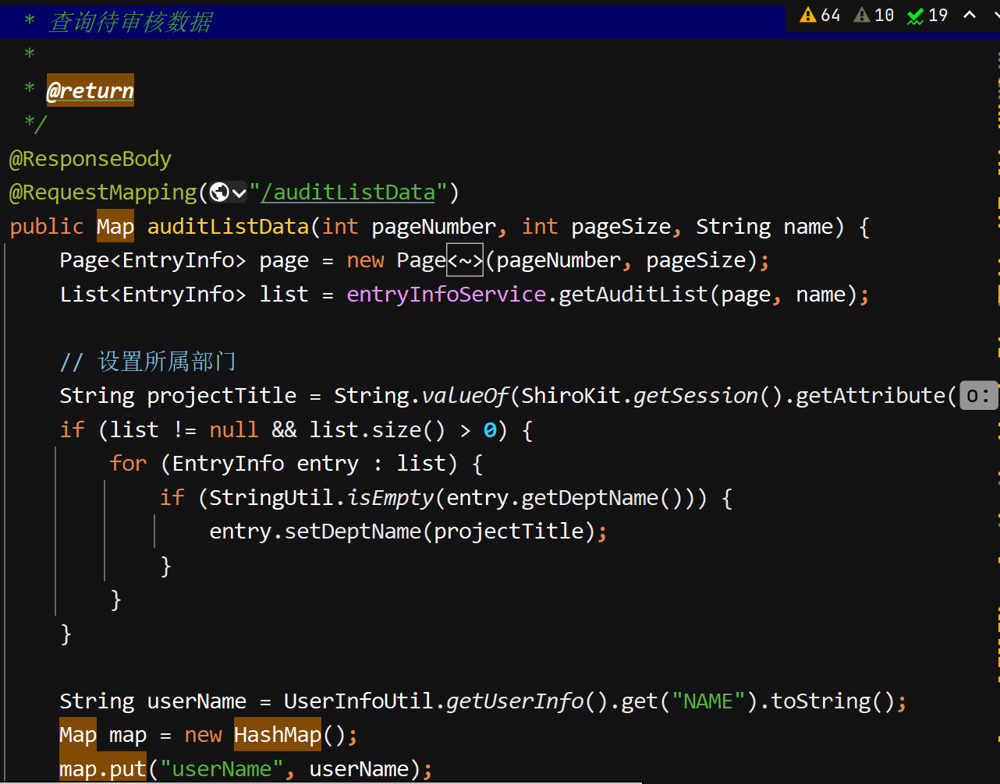 * 查询待审核数据
64 10 19
*
* @return
*/
@ResponseBody
@RequestMapping("/auditListData")
public Map auditListData(int pageNumber, int pageSize, String name) {
Page<EntryInfo> page = new Page<~>(pageNumber, pageSize);
List<EntryInfo> list = entryInfoService.getAuditList(page, name);
// 设置所属部门
String projectTitle = String.valueOf(ShiroKit.getSession().getAttribute( o:
if (list != null && list.size() > 0) {
for (EntryInfo entry : list) {
if (StringUtil.isEmpty(entry.getDeptName())) {
entry.setDeptName(projectTitle);
}
}
}
String userName = UserInfoUtil.getUserInfo().get("NAME").toString();
Map map = new HashMap();
map.put("userName", userName);